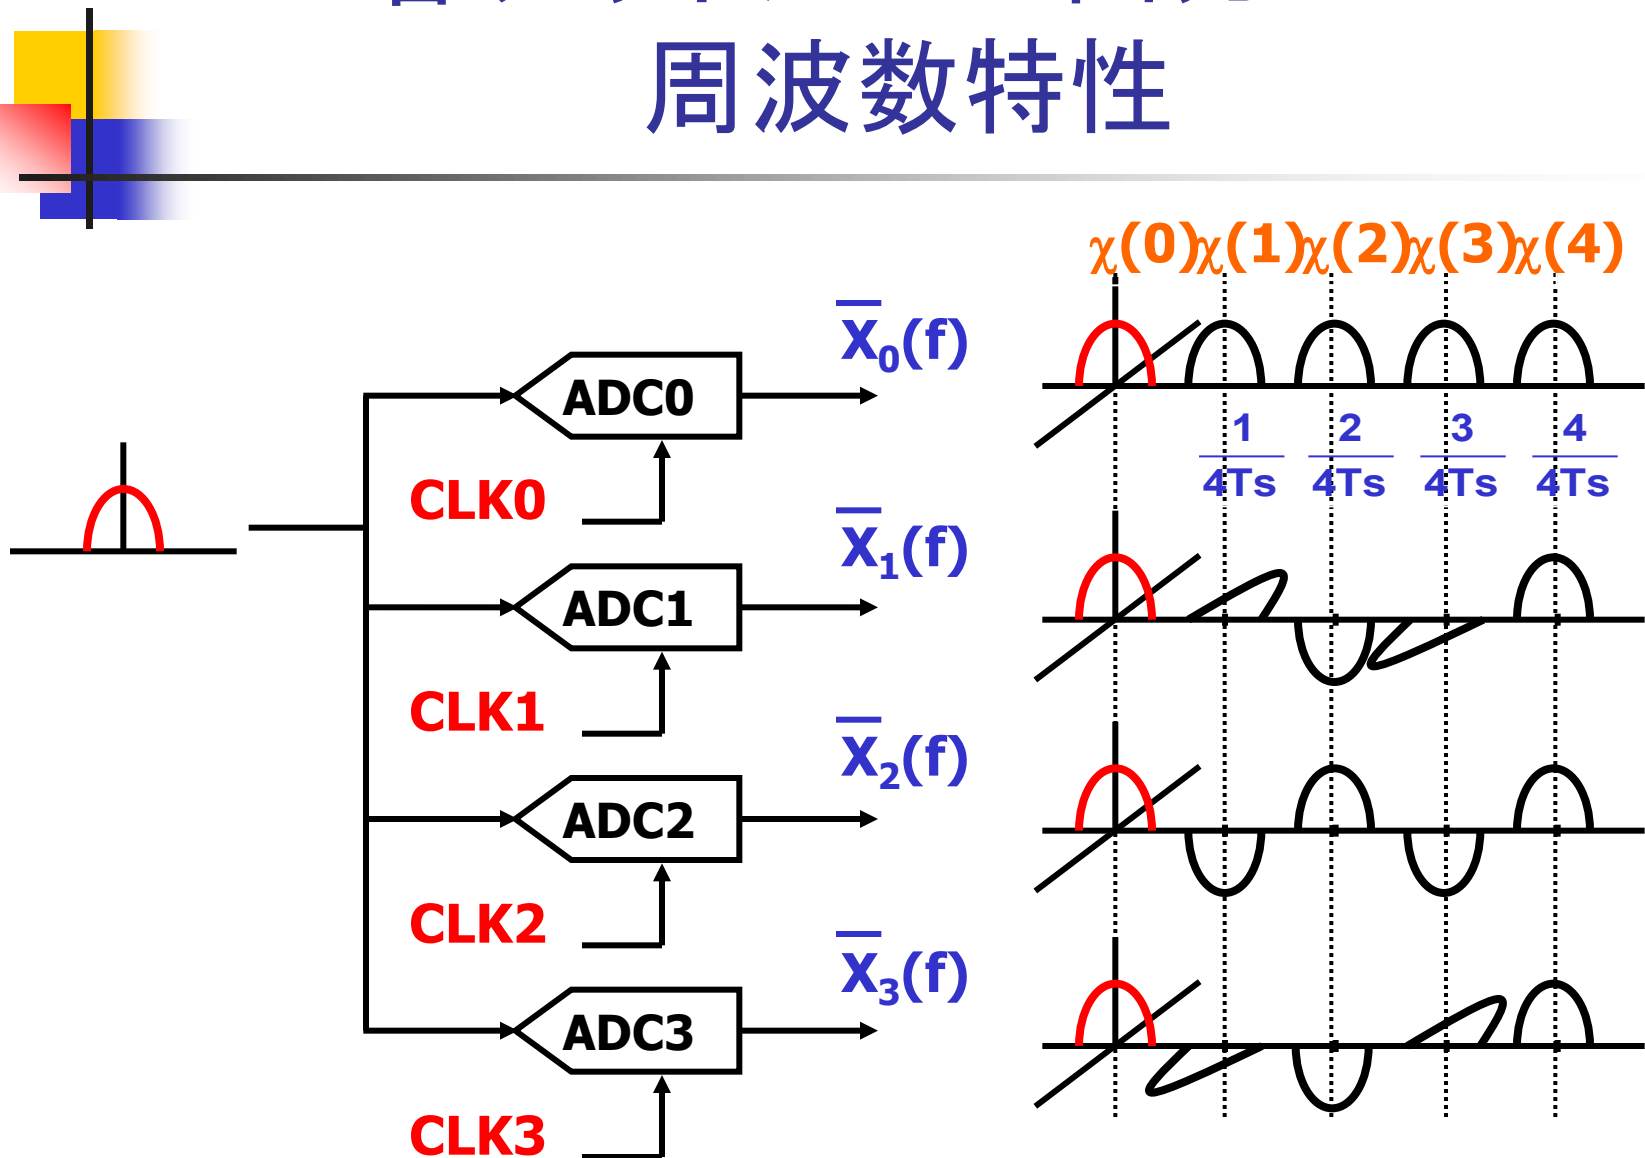 周波数特性
χ(0) χ(1) χ(2) χ(3) χ(4)
X0(f)
ADC0
CLK0
1/4Ts 2/4Ts 3/4Ts 4/4Ts
X1(f)
ADC1
CLK1
X2(f)
ADC2
CLK2
X3(f)
ADC3
CLK3